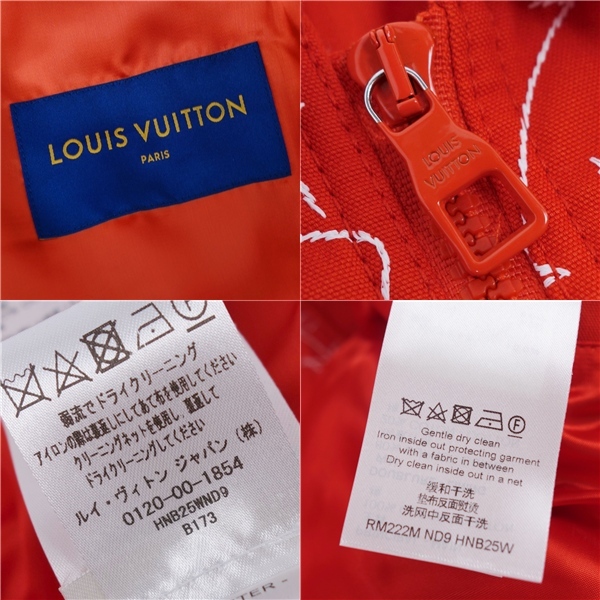 LOUIS VUITTON
PARIS
LOUIS
VUITTON
弱流でドライクリーニング
アイロンの際は裏返しにしてあて布を使用してください
クリーニングネットを使用し、裏返して
ドライクリーニングしてください
ルイ・ヴィトン ジャパン (株)
0120-00-1854
HNB25WND9
B173
F
Gentle dry clean
Iron inside out protecting garment
with a fabric in between
Dry clean inside out in a net
缓和干洗
垫布反面熨烫
洗网中反面干洗
RM222M ND9 HNB25W